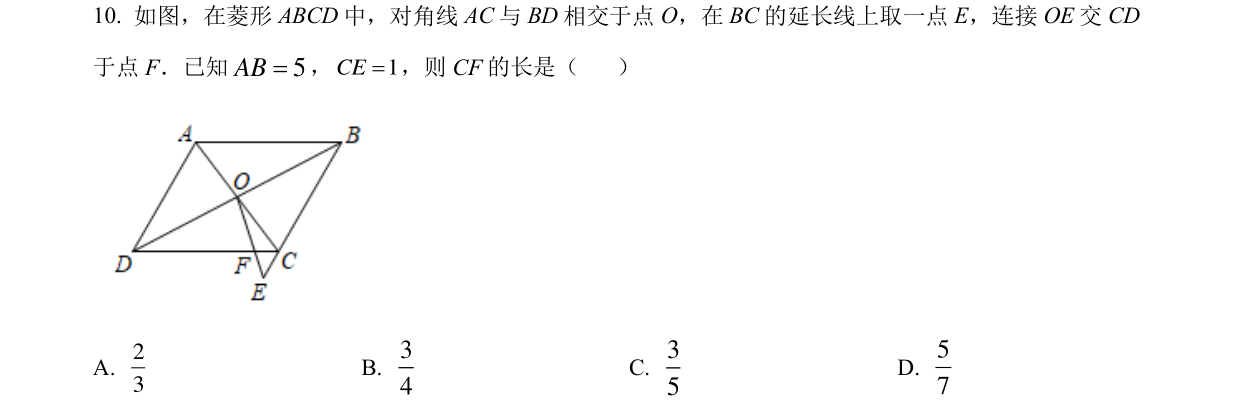 10. 如图，在菱形 ABCD 中，对角线 AC 与 BD 相交于点 O，在 BC 的延长线上取一点 E，连接 OE 交 CD
于点 F．已知 AB = 5，CE =1，则 CF 的长是（　　）
A
B
O
D
F
C
E
A. 2/3 B. 3/4 C. 3/5 D. 5/7